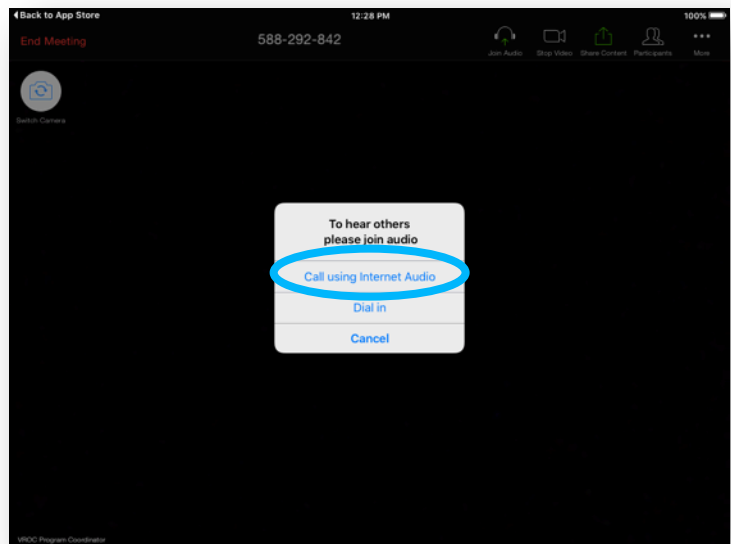 Back to App Store
12:28 PM
100%
End Meeting
588-292-842
Join Audio
Stop Video
Share Content
Participants
More
Switch Camera
To hear others
please join audio
Call using Internet Audio
Dial in
Cancel
VROC Program Coordinator